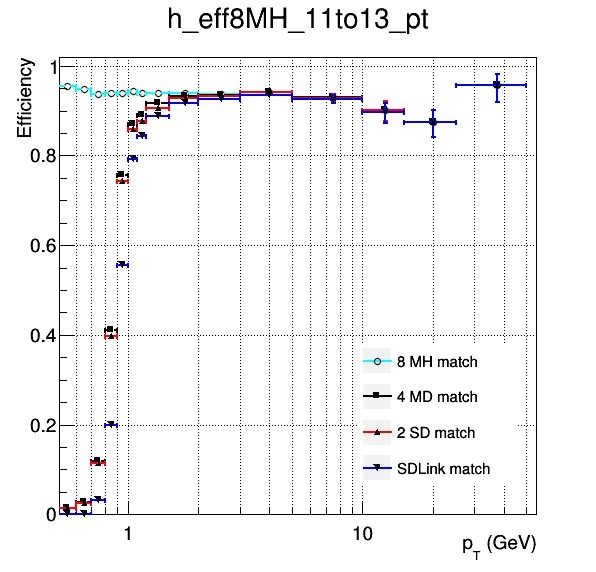 h_eff8MH_11to13_pt
Efficiency
1
0.8
0.6
0.4
0.2
0
8 MH match
4 MD match
2 SD match
SDLink match
1
10
p_T (GeV)